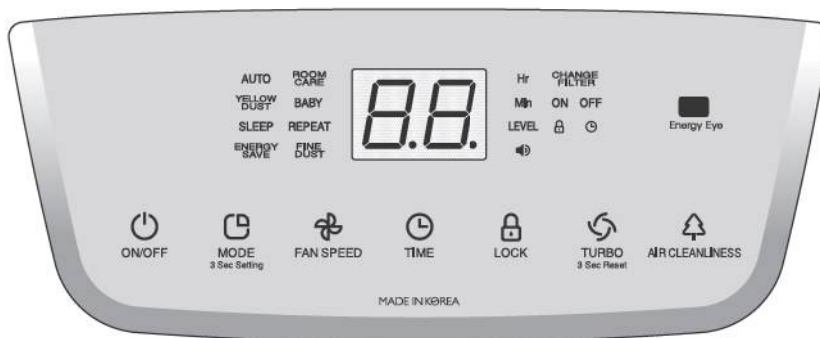 AUTO ROOM CARE
YELLOW DUST BABY
SLEEP REPEAT
ENERGY SAVE FINE DUST
8.8.
Hr CHANGE FILTER
Min ON OFF
LEVEL
Energy Eye
ON/OFF
MODE
3 Sec Setting
FAN SPEED
TIME
LOCK
TURBO
3 Sec Reset
AIR CLEANLINESS
MADE IN KOREA